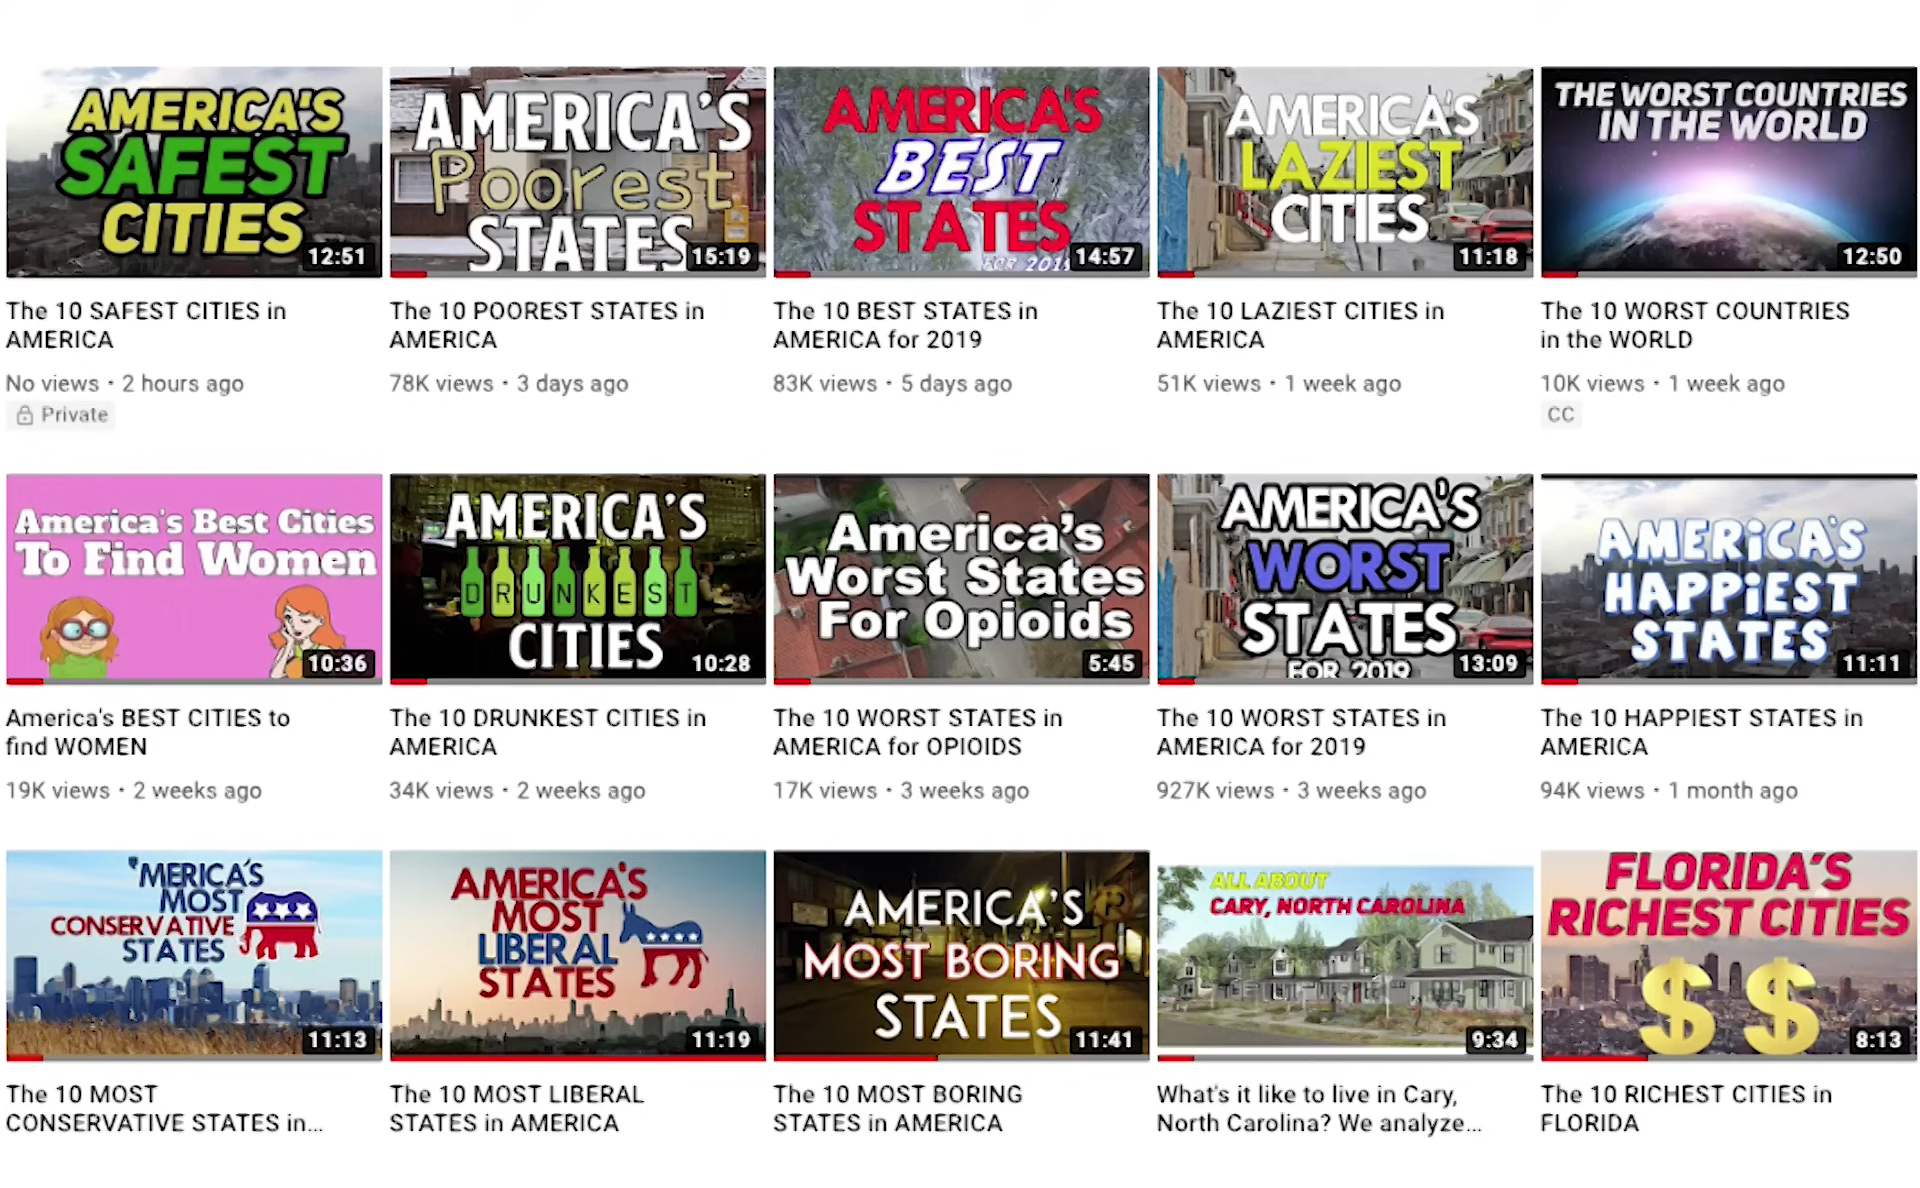 AMERICA'S
SAFEST
CITIES
12:51
The 10 SAFEST CITIES in
AMERICA
No views • 2 hours ago
Private
AMERICA'S
Poorest
STATES
15:19
The 10 POOREST STATES in
AMERICA
78K views • 3 days ago
AMERICA'S
BEST
STATES
FOR 2019
14:57
The 10 BEST STATES in
AMERICA for 2019
83K views • 5 days ago
AMERICA'S
LAZIEST
CITIES
11:18
The 10 LAZIEST CITIES in
AMERICA
51K views • 1 week ago
THE WORST COUNTRIES
IN THE WORLD
12:50
The 10 WORST COUNTRIES
in the WORLD
10K views • 1 week ago
CC
America's Best Cities
To Find Women
10:36
America's BEST CITIES to
find WOMEN
19K views • 2 weeks ago
AMERICA'S
DRUNKEST
CITIES
10:28
The 10 DRUNKEST CITIES in
AMERICA
34K views • 2 weeks ago
America's
Worst States
For Opioids
5:45
The 10 WORST STATES in
AMERICA for OPIOIDS
17K views • 3 weeks ago
AMERICA'S
WORST
STATES
FOR 2019
13:09
The 10 WORST STATES in
AMERICA for 2019
927K views • 3 weeks ago
AMERiCA'S
HAPPiEST
STATES
11:11
The 10 HAPPIEST STATES in
AMERICA
94K views • 1 month ago
'MERICA'S
MOST
CONSERVATIVE
STATES
11:13
The 10 MOST
CONSERVATIVE STATES in...
AMERICA'S
MOST
LIBERAL
STATES
11:19
The 10 MOST LIBERAL
STATES in AMERICA
AMERICA'S
MOST BORING
STATES
11:41
The 10 MOST BORING
STATES in AMERICA
ALL ABOUT
CARY, NORTH CAROLINA
9:34
What's it like to live in Cary,
North Carolina? We analyze...
FLORIDA'S
RICHEST CITIES
$ $
8:13
The 10 RICHEST CITIES in
FLORIDA